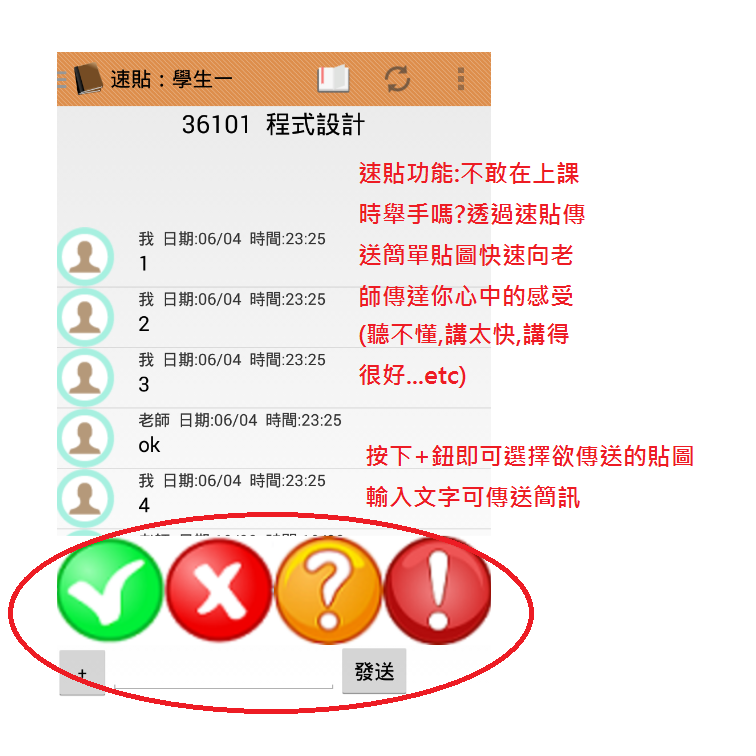 速貼：學生一
36101 程式設計
速貼功能:不敢在上課
時舉手嗎?透過速貼傳
送簡單貼圖快速向老
師傳達你心中的感受
(聽不懂,講太快,講得
很好...etc)
我 日期:06/04 時間:23:25
1
我 日期:06/04 時間:23:25
2
我 日期:06/04 時間:23:25
3
老師 日期:06/04 時間:23:25
ok
我 日期:06/04 時間:23:25
4
按下+鈕即可選擇欲傳送的貼圖
輸入文字可傳送簡訊
+
發送